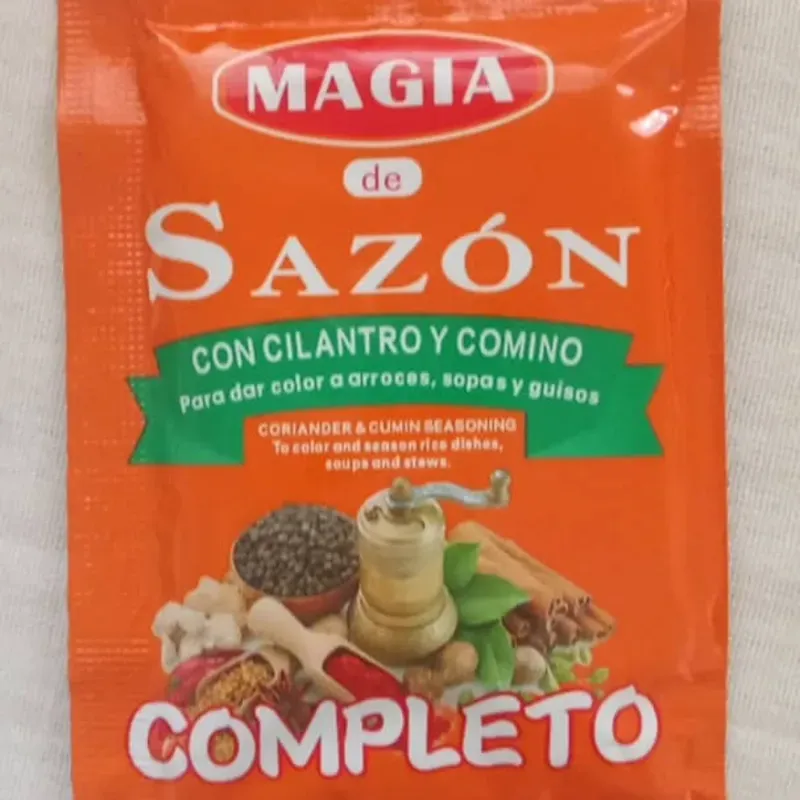 MAGIA
de
SAZÓN
CON CILANTRO Y COMINO
Para dar color a arroces, sopas y guisos
CORIANDER & CUMIN SEASONING
To color and season rice dishes,
soups and stews.
COMPLETO